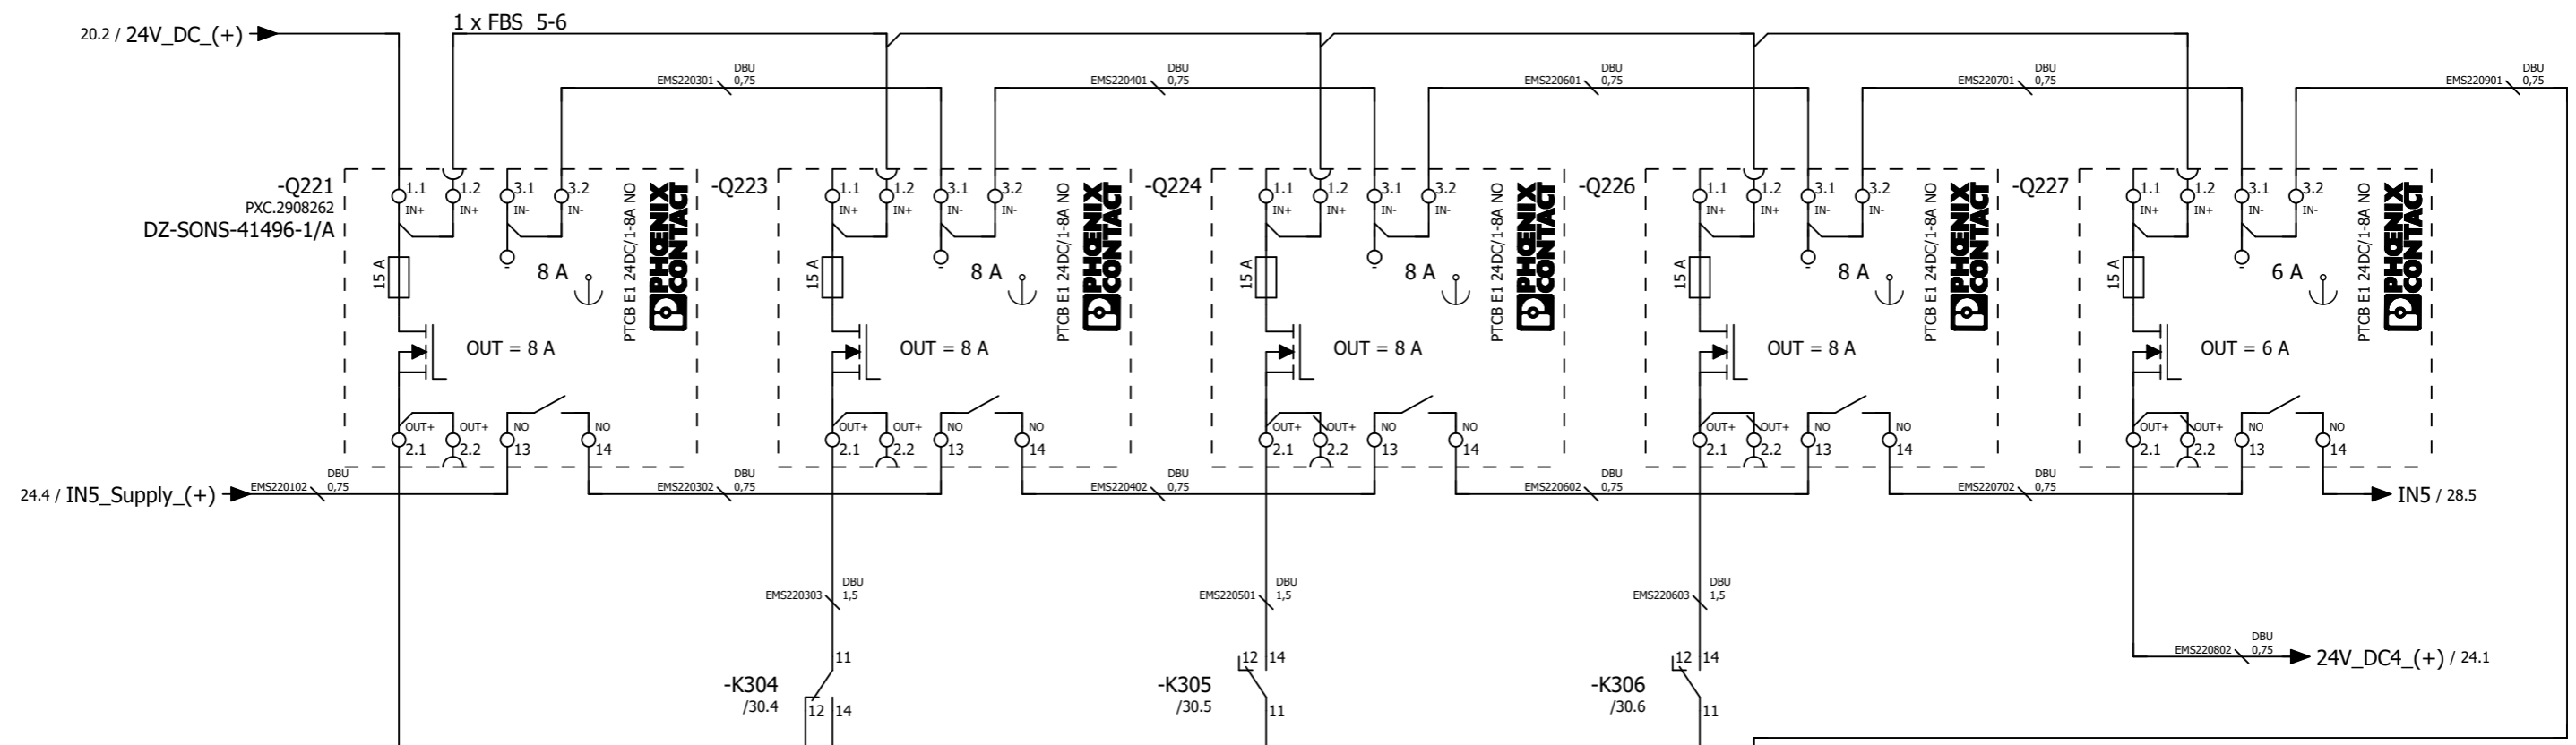 1 x FBS 5-6
20.2 / 24V_DC_(+)
EMS220301 DBU 0,75
EMS220401 DBU 0,75
EMS220601 DBU 0,75
EMS220701 DBU 0,75
EMS220901 DBU 0,75
-Q221
PXC.2908262
DZ-SONS-41496-1/A
1.1 1.2 3.1 3.2
IN+ IN+ IN- IN-
15 A
8 A
PTCB E1 24DC/1-8A NO
PHŒNIX
CONTACT
OUT = 8 A
OUT+ OUT+ NO NO
2.1 2.2 13 14
-Q223
1.1 1.2 3.1 3.2
IN+ IN+ IN- IN-
15 A
8 A
PTCB E1 24DC/1-8A NO
PHŒNIX
CONTACT
OUT = 8 A
OUT+ OUT+ NO NO
2.1 2.2 13 14
-Q224
1.1 1.2 3.1 3.2
IN+ IN+ IN- IN-
15 A
8 A
PTCB E1 24DC/1-8A NO
PHŒNIX
CONTACT
OUT = 8 A
OUT+ OUT+ NO NO
2.1 2.2 13 14
-Q226
1.1 1.2 3.1 3.2
IN+ IN+ IN- IN-
15 A
8 A
PTCB E1 24DC/1-8A NO
PHŒNIX
CONTACT
OUT = 8 A
OUT+ OUT+ NO NO
2.1 2.2 13 14
-Q227
1.1 1.2 3.1 3.2
IN+ IN+ IN- IN-
15 A
6 A
PTCB E1 24DC/1-8A NO
PHŒNIX
CONTACT
OUT = 6 A
OUT+ OUT+ NO NO
2.1 2.2 13 14
24.4 / IN5_Supply_(+)
EMS220102 DBU 0,75
EMS220302 DBU 0,75
EMS220402 DBU 0,75
EMS220602 DBU 0,75
EMS220702 DBU 0,75
IN5 / 28.5
EMS220303 DBU 1,5
EMS220501 DBU 1,5
EMS220603 DBU 1,5
EMS220802 DBU 0,75
24V_DC4_(+) / 24.1
11
-K304
/30.4
12 14
12 14
-K305
/30.5
11
12 14
-K306
/30.6
11